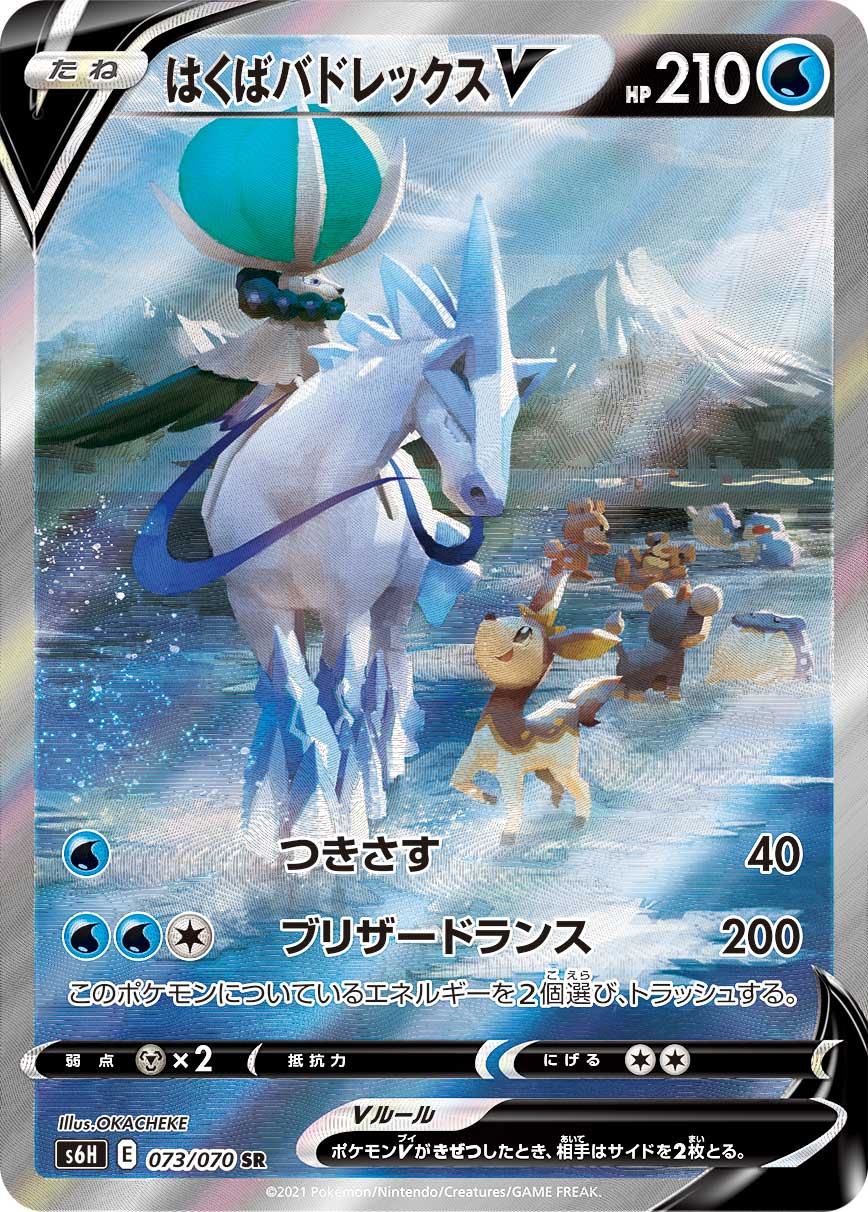 たね はくばバドレックスV HP 210
つきさす 40
ブリザードランス 200
このポケモンについているエネルギーを2個選び、トラッシュする。
弱点 ×2 抵抗力 にげる
Illus.OKACHEKE
Vルール
ポケモンVがきぜつしたとき、相手はサイドを2枚とる。
s6H E 073/070 SR
©2021 Pokémon/Nintendo/Creatures/GAME FREAK.